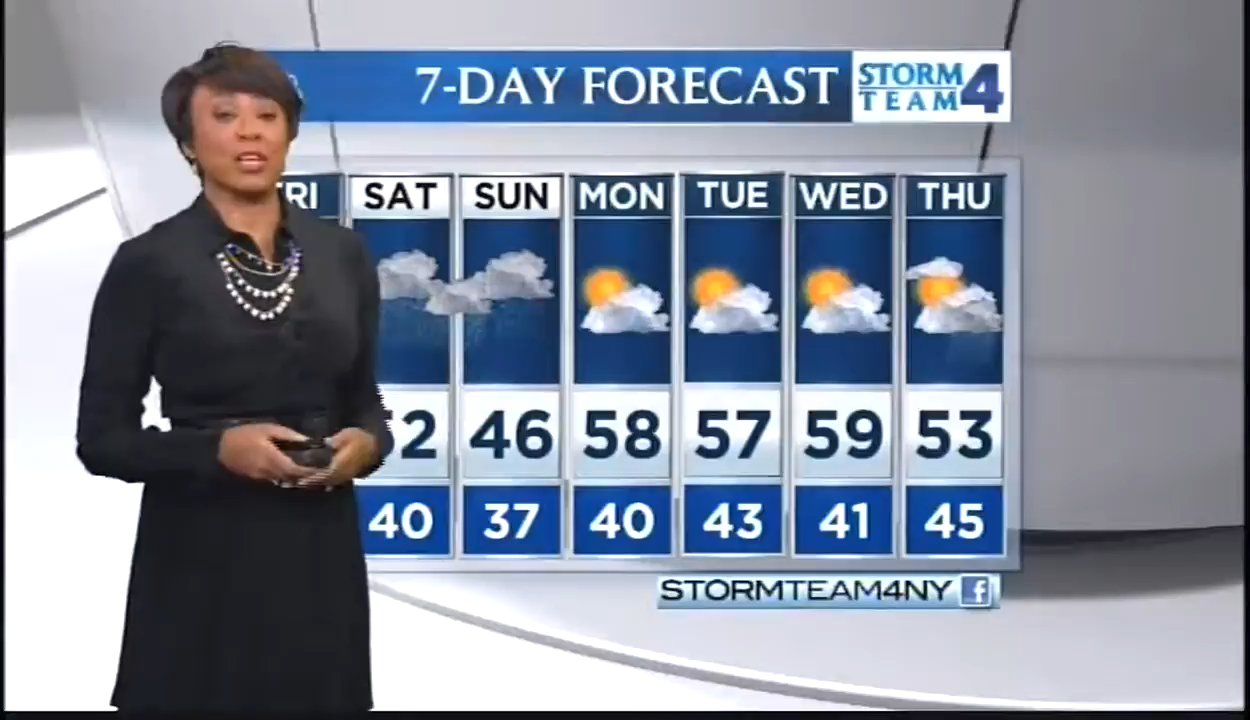 7-DAY FORECAST
STORM
TEAM 4
SAT SUN MON TUE WED THU
46 58 57 59 53
40 37 40 43 41 45
STORMTEAM4NY f